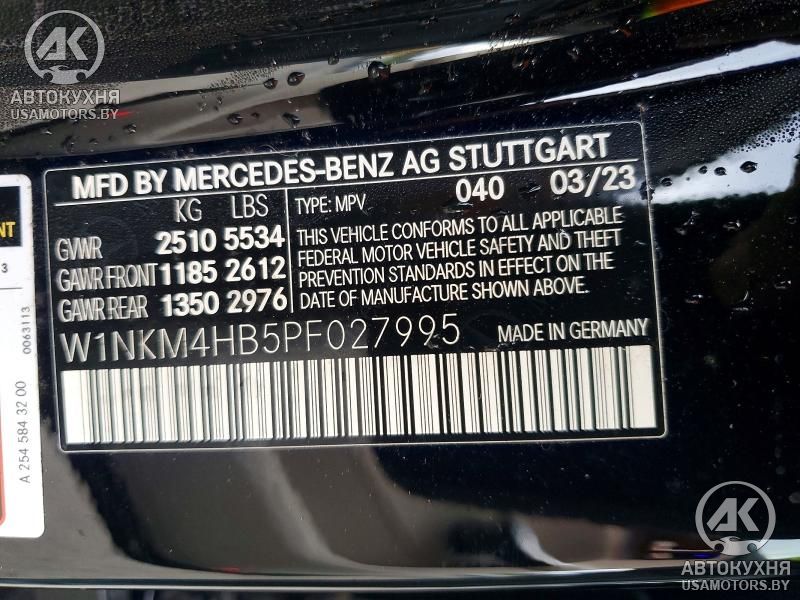 AK
АВТОКУХНЯ
USAMOTORS.BY
MFD BY MERCEDES-BENZ AG STUTTGART
KG LBS
TYPE: MPV 040 03/23
GVWR 2510 5534
GAWR FRONT 1185 2612
GAWR REAR 1350 2976
THIS VEHICLE CONFORMS TO ALL APPLICABLE
FEDERAL MOTOR VEHICLE SAFETY AND THEFT
PREVENTION STANDARDS IN EFFECT ON THE
DATE OF MANUFACTURE SHOWN ABOVE.
W1NKM4HB5PF027995 MADE IN GERMANY
0063113
A 254 584 32 00
AK
АВТОКУХНЯ
USAMOTORS.BY